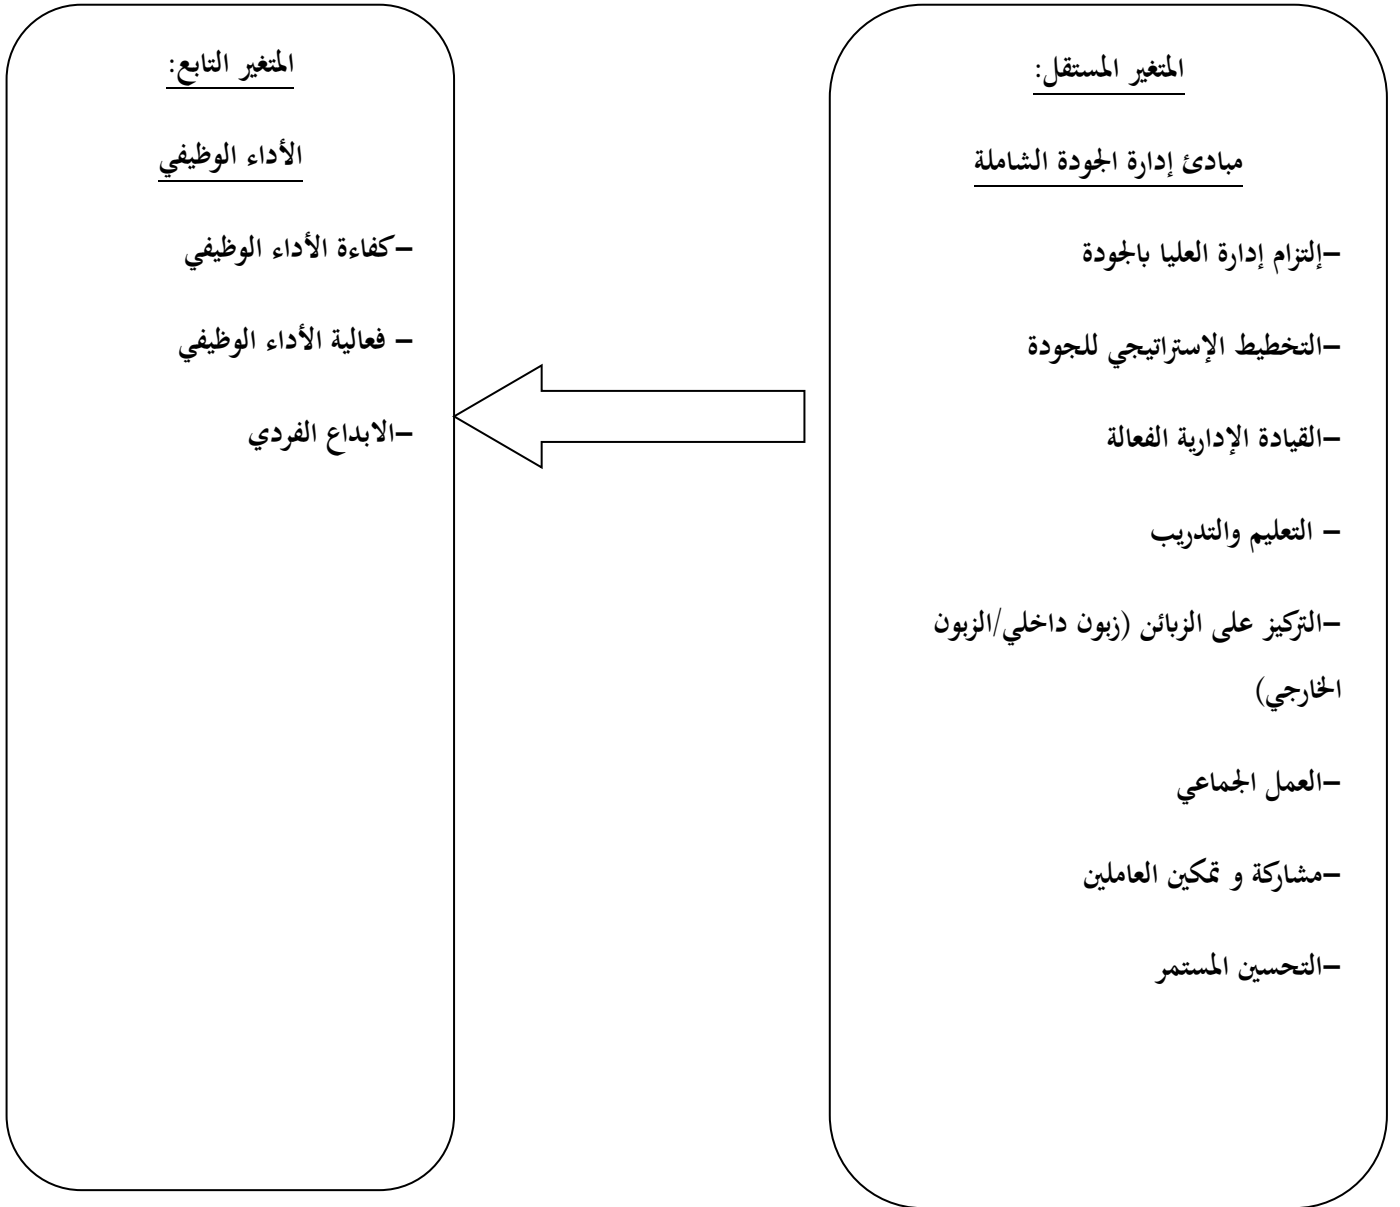 المتغير المستقل:
مبادئ إدارة الجودة الشاملة
–إلتزام إدارة العليا بالجودة
–التخطيط الإستراتيجي للجودة
–القيادة الإدارية الفعالة
– التعليم والتدريب
–التركيز على الزبائن (زبون داخلي/الزبون
الخارجي)
–العمل الجماعي
–مشاركة و تمكين العاملين
–التحسين المستمر
المتغير التابع:
الأداء الوظيفي
–كفاءة الأداء الوظيفي
– فعالية الأداء الوظيفي
–الابداع الفردي